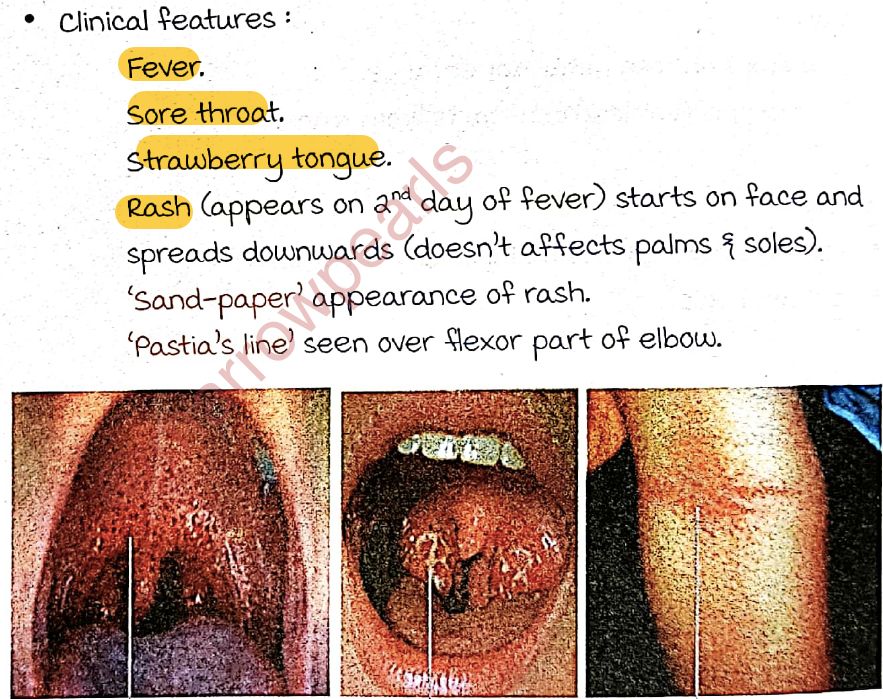 • Clinical features :
Fever.
Sore throat.
Strawberry tongue.
Rash (appears on 2nd day of fever) starts on face and
spreads downwards (doesn't affects palms & soles).
'Sand-paper' appearance of rash.
'Pastia's line' seen over flexor part of elbow.
arrowpearls